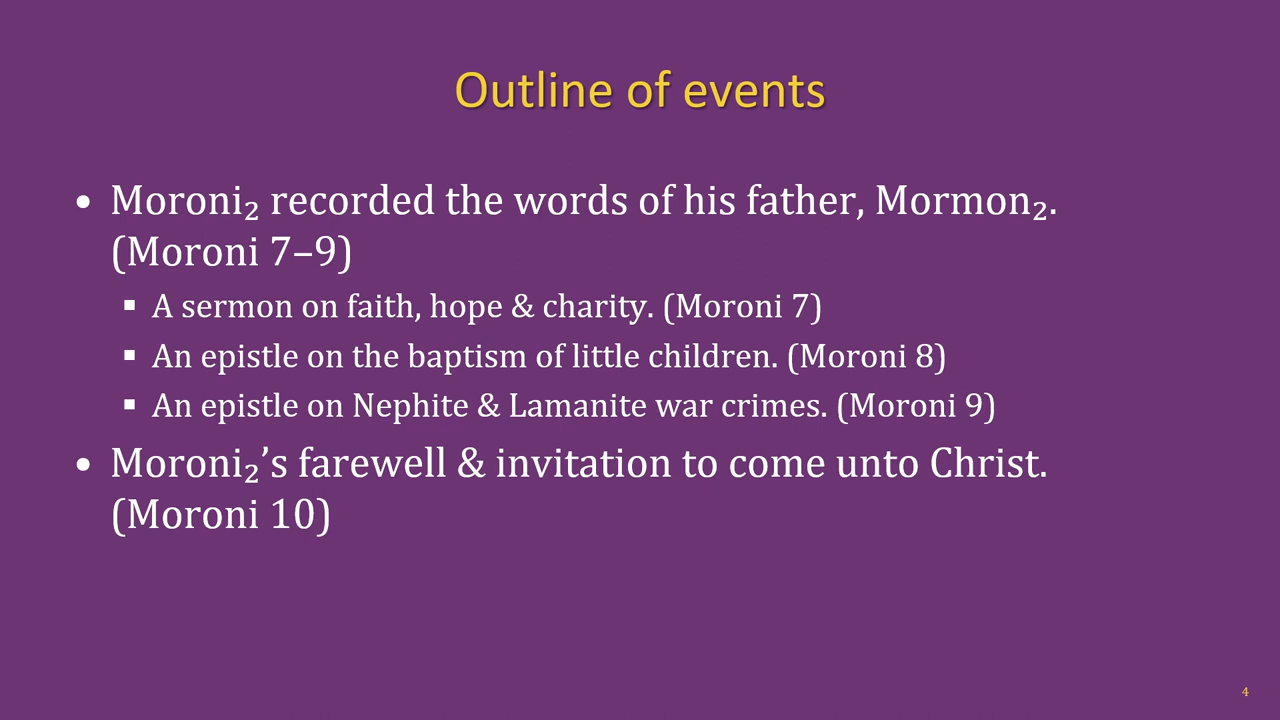 Outline of events
• Moroni₂ recorded the words of his father, Mormon₂.
(Moroni 7–9)
▪ A sermon on faith, hope & charity. (Moroni 7)
▪ An epistle on the baptism of little children. (Moroni 8)
▪ An epistle on Nephite & Lamanite war crimes. (Moroni 9)
• Moroni₂’s farewell & invitation to come unto Christ.
(Moroni 10)
4